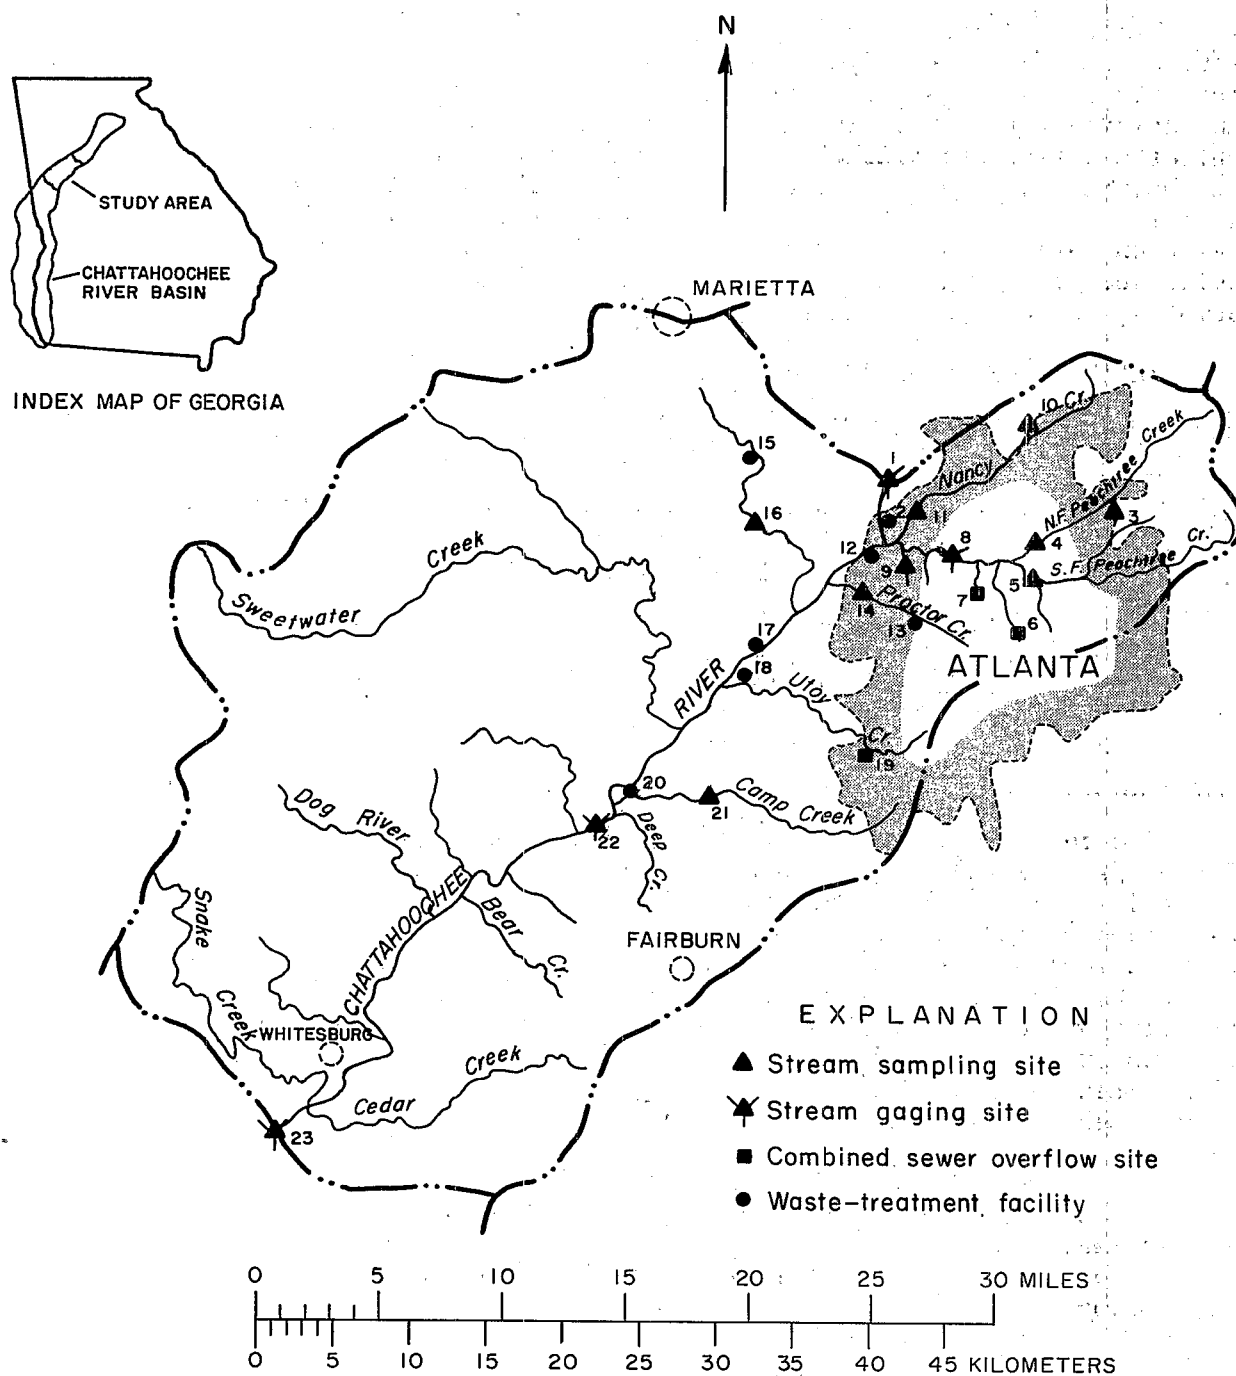 N
STUDY AREA
CHATTAHOOCHEE
RIVER BASIN
INDEX MAP OF GEORGIA
MARIETTA
10 Cr.
Nancy
N.F. Peachtree Creek
S.F. Peachtree Cr.
1
2
11
3
4
5
6
7
8
9
12
13
14
15
16
17
18
19
20
21
22
23
Proctor Cr.
ATLANTA
Sweetwater Creek
RIVER
Utoy Cr.
Camp Creek
Deep Cr.
Dog River
CHATTAHOOCHEE
Bear Cr.
Snake Creek
FAIRBURN
WHITESBURG
Cedar Creek
EXPLANATION
Stream sampling site
Stream gaging site
Combined sewer overflow site
Waste-treatment facility
0 5 10 15 20 25 30 MILES
0 5 10 15 20 25 30 35 40 45 KILOMETERS